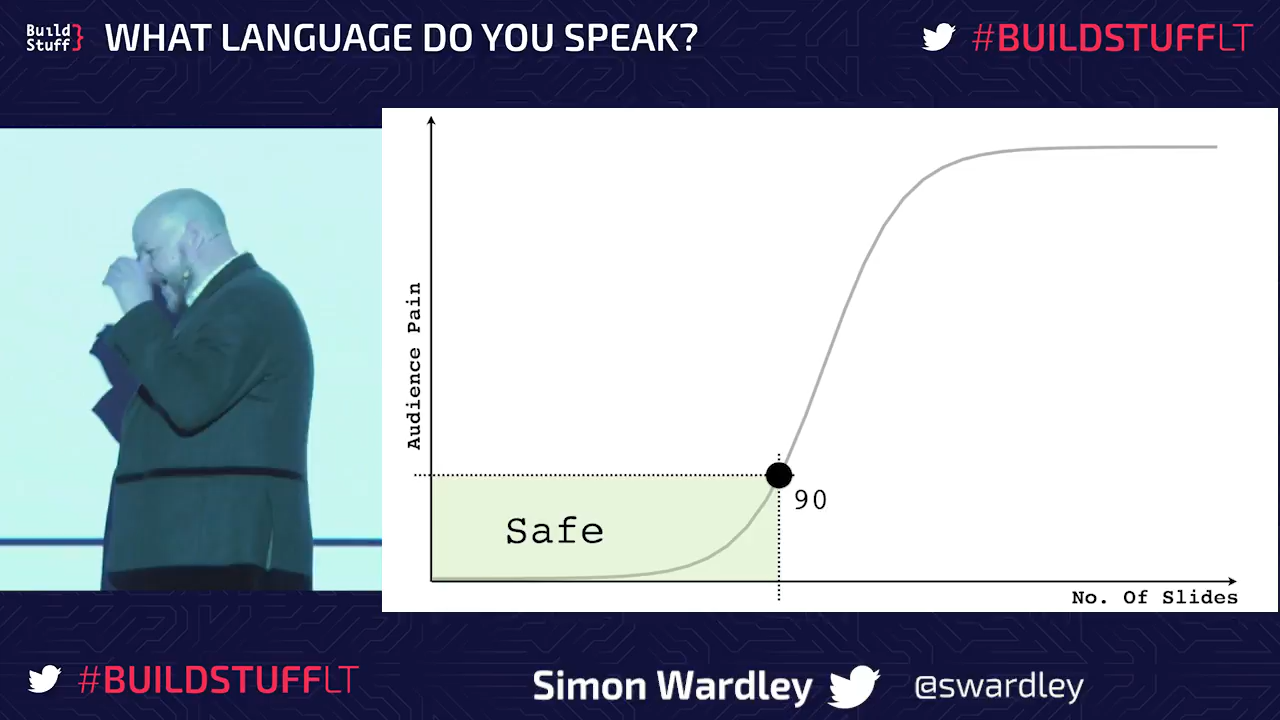 Build
Stuff}
WHAT LANGUAGE DO YOU SPEAK?
#BUILDSTUFFLT
Audience Pain
Safe
90
No. Of Slides
#BUILDSTUFFLT
Simon Wardley
@swardley